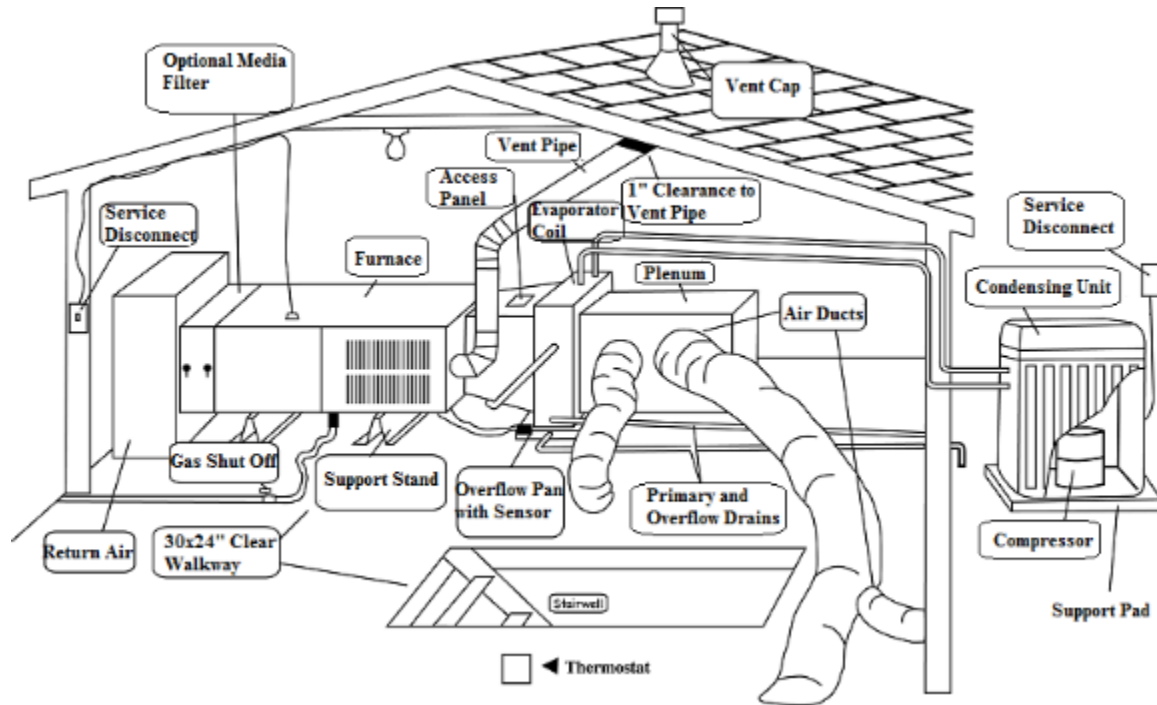 Optional Media
Filter
Vent Cap
Vent Pipe
Access
Panel
1" Clearance to
Vent Pipe
Evaporator
Coil
Service
Disconnect
Service
Disconnect
Furnace
Plenum
Condensing Unit
Air Ducts
Gas Shut Off
Support Stand
Overflow Pan
with Sensor
Primary and
Overflow Drains
Return Air
30x24" Clear
Walkway
Compressor
Stairwell
Support Pad
Thermostat